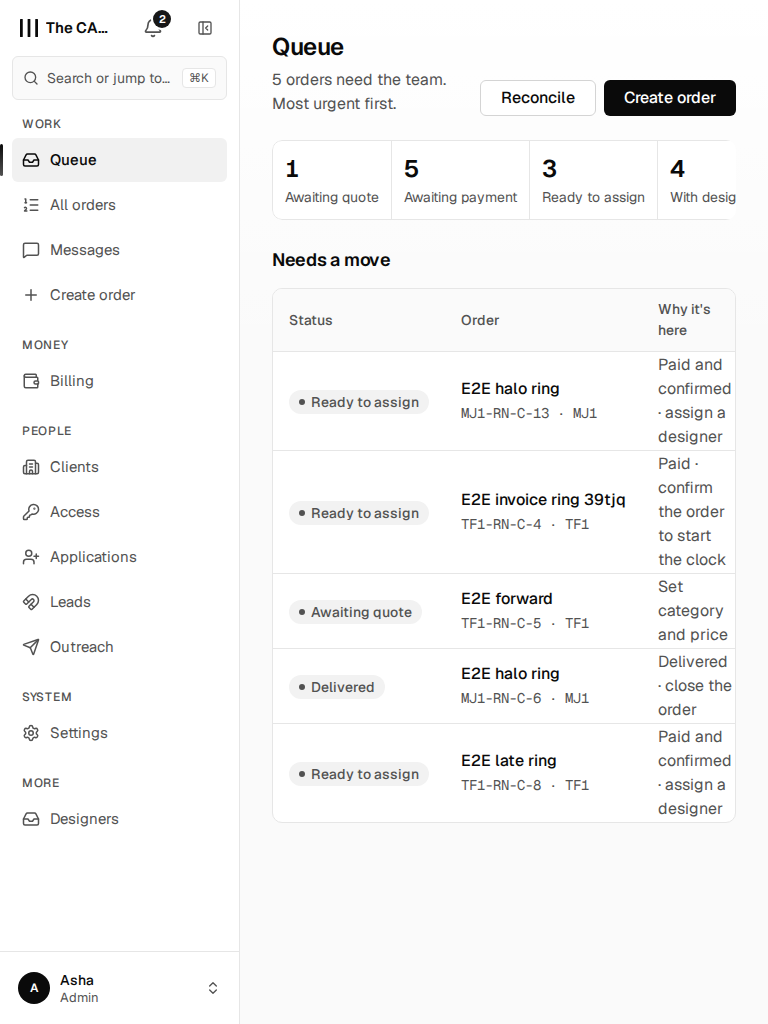 The CA...
2
Search or jump to...
⌘K
WORK
Queue
All orders
Messages
Create order
MONEY
Billing
PEOPLE
Clients
Access
Applications
Leads
Outreach
SYSTEM
Settings
MORE
Designers
A
Asha
Admin
Queue
5 orders need the team.
Most urgent first.
Reconcile
Create order
1
Awaiting quote
5
Awaiting payment
3
Ready to assign
4
With desig
Needs a move
Status
Order
Why it's
here
Ready to assign
E2E halo ring
MJ1-RN-C-13 · MJ1
Paid and
confirmed
· assign a
designer
Ready to assign
E2E invoice ring 39tjq
TF1-RN-C-4 · TF1
Paid ·
confirm
the order
to start
the clock
Awaiting quote
E2E forward
TF1-RN-C-5 · TF1
Set
category
and price
Delivered
E2E halo ring
MJ1-RN-C-6 · MJ1
Delivered
· close the
order
Ready to assign
E2E late ring
TF1-RN-C-8 · TF1
Paid and
confirmed
· assign a
designer